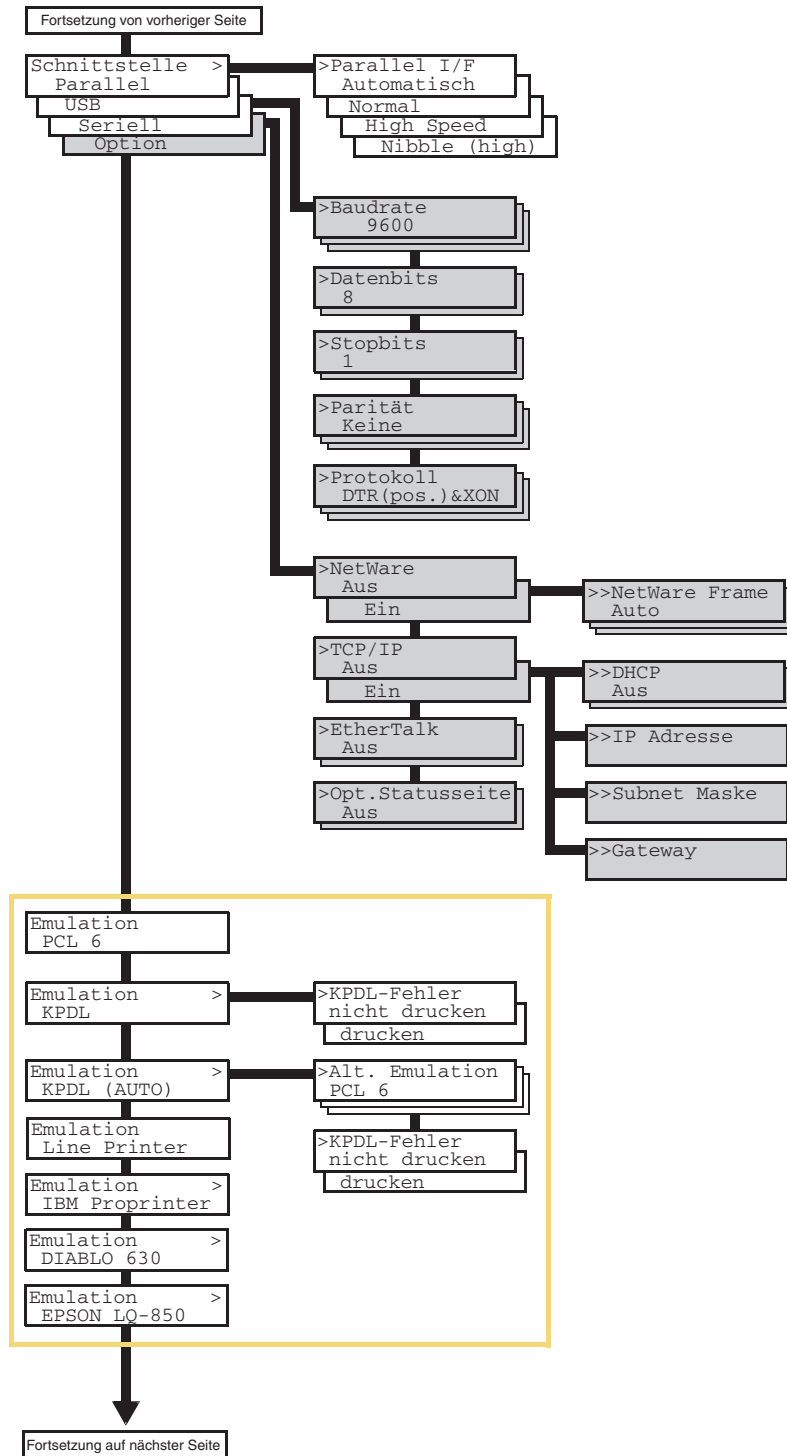 Fortsetzung von vorheriger Seite
Schnittstelle >
Parallel
USB
Seriell
Option
>Parallel I/F
Automatisch
Normal
High Speed
Nibble (high)
>Baudrate
9600
>Datenbits
8
>Stopbits
1
>Parität
Keine
>Protokoll
DTR(pos.)&XON
>NetWare
Aus
Ein
>>NetWare Frame
Auto
>TCP/IP
Aus
Ein
>>DHCP
Aus
>>IP Adresse
>>Subnet Maske
>>Gateway
>EtherTalk
Aus
>Opt.Statusseite
Aus
Emulation
PCL 6
Emulation >
KPDL
>KPDL-Fehler
nicht drucken
drucken
Emulation >
KPDL (AUTO)
>Alt. Emulation
PCL 6
>KPDL-Fehler
nicht drucken
drucken
Emulation
Line Printer
Emulation >
IBM Proprinter
Emulation >
DIABLO 630
Emulation >
EPSON LQ-850
Fortsetzung auf nächster Seite